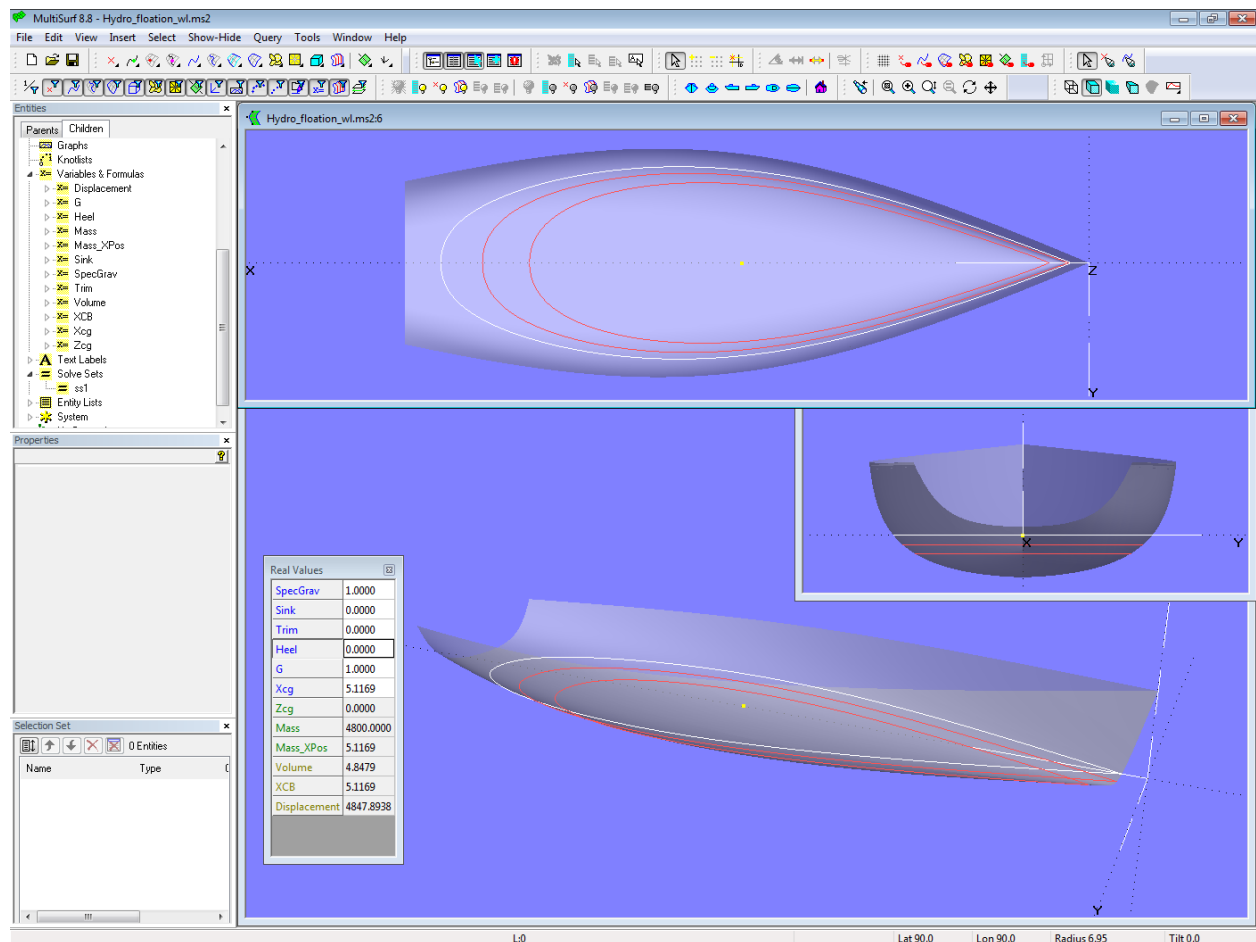 MultiSurf 8.8 - Hydro_floation_wl.ms2
File Edit View Insert Select Show-Hide Query Tools Window Help
Entities
Parents Children
Graphs
Knotlists
Variables & Formulas
Displacement
G
Heel
Mass
Mass_XPos
Sink
SpecGrav
Trim
Volume
XCB
Xcg
Zcg
Text Labels
Solve Sets
ss1
Entity Lists
System
Properties
Selection Set
0 Entities
Name Type
Hydro_floation_wl.ms2:6
X
Z
Y
X
Y
Real Values
SpecGrav 1.0000
Sink 0.0000
Trim 0.0000
Heel 0.0000
G 1.0000
Xcg 5.1169
Zcg 0.0000
Mass 4800.0000
Mass_XPos 5.1169
Volume 4.8479
XCB 5.1169
Displacement 4847.8938
Y
L:0 Lat 90.0 Lon 90.0 Radius 6.95 Tilt 0.0